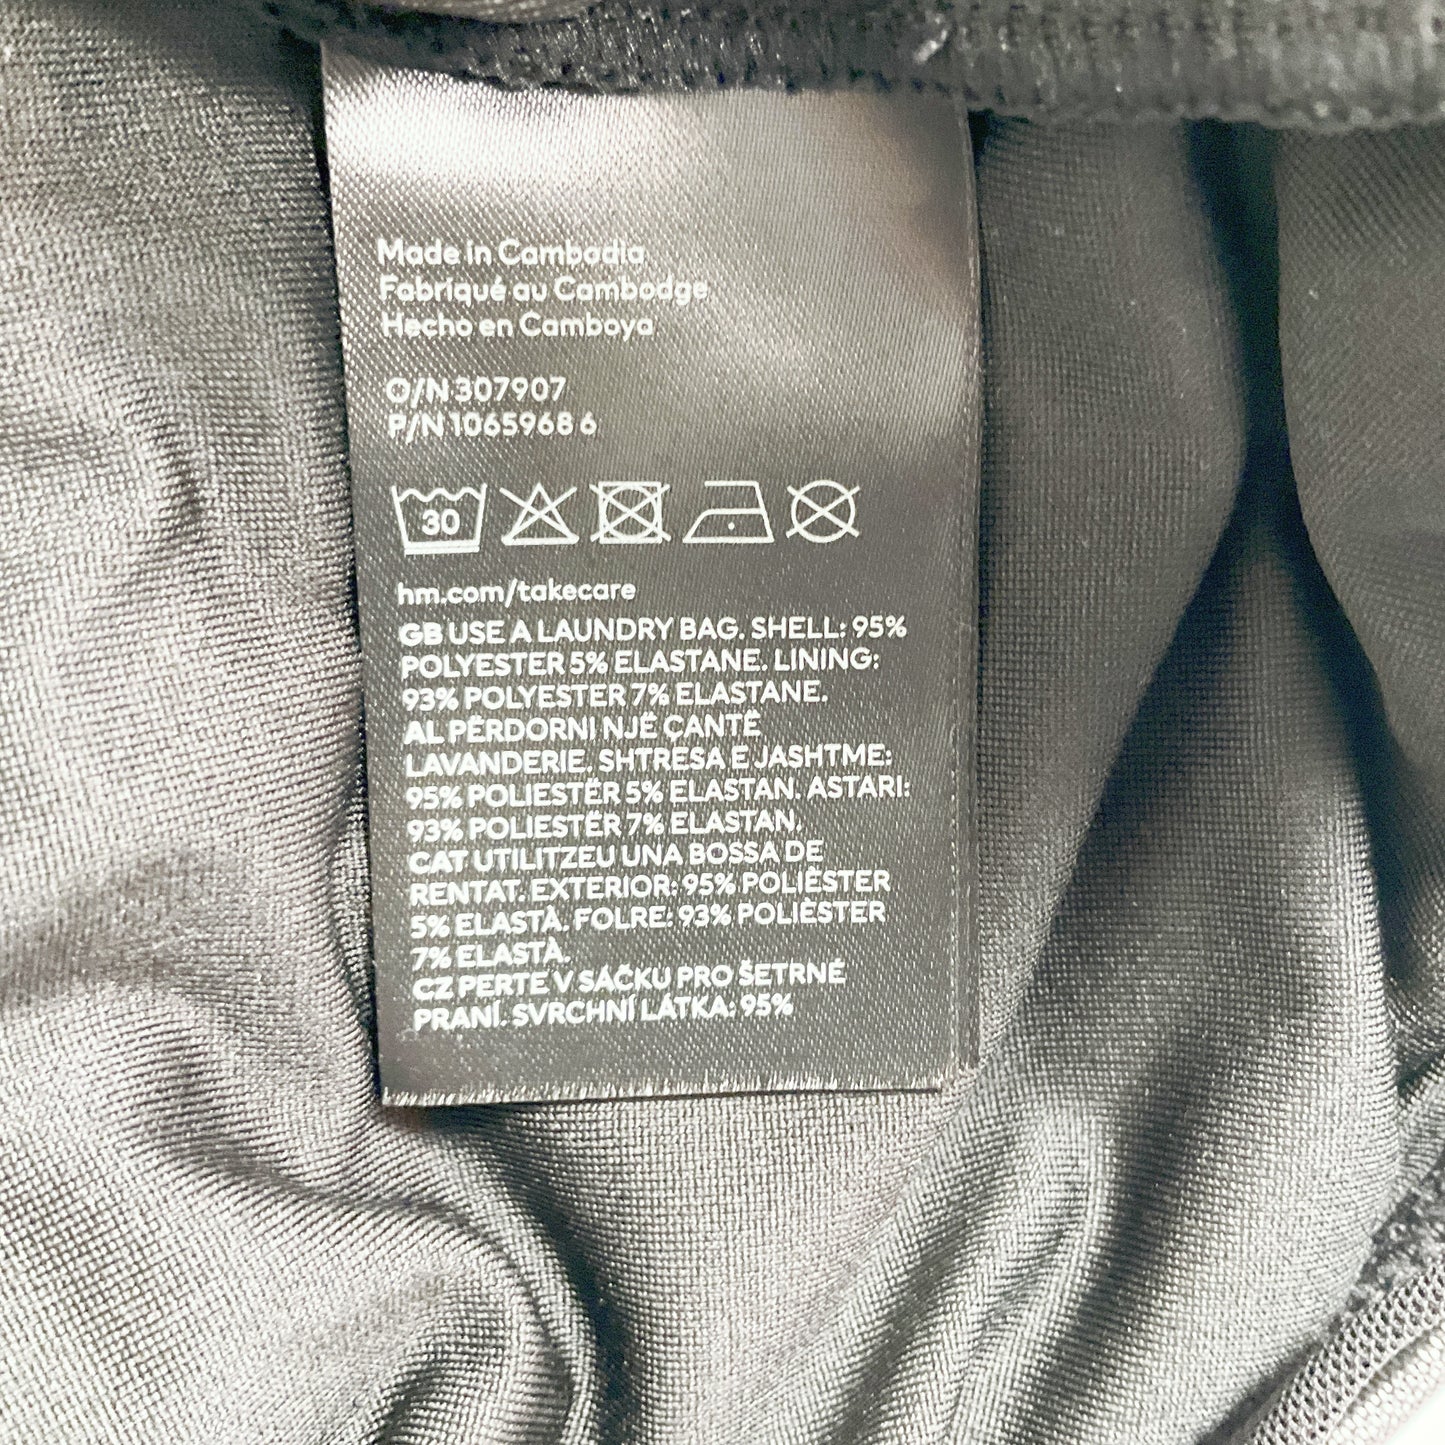 Made in Cambodia
Fabriqué au Cambodge
Hecho en Camboya
O/N 307907
P/N 1065968 6
30
hm.com/takecare
GB USE A LAUNDRY BAG. SHELL: 95%
POLYESTER 5% ELASTANE. LINING:
93% POLYESTER 7% ELASTANE.
AL PËRDORNI NJË ÇANTË
LAVANDERIE. SHTRESA E JASHTME:
95% POLIESTËR 5% ELASTAN. ASTARI:
93% POLIESTËR 7% ELASTAN.
CAT UTILITZEU UNA BOSSA DE
RENTAT. EXTERIOR: 95% POLIËSTER
5% ELASTÀ. FOLRE: 93% POLIÈSTER
7% ELASTÀ.
CZ PERTE V SÁČKU PRO ŠETRNÉ
PRANÍ. SVRCHNÍ LÁTKA: 95%